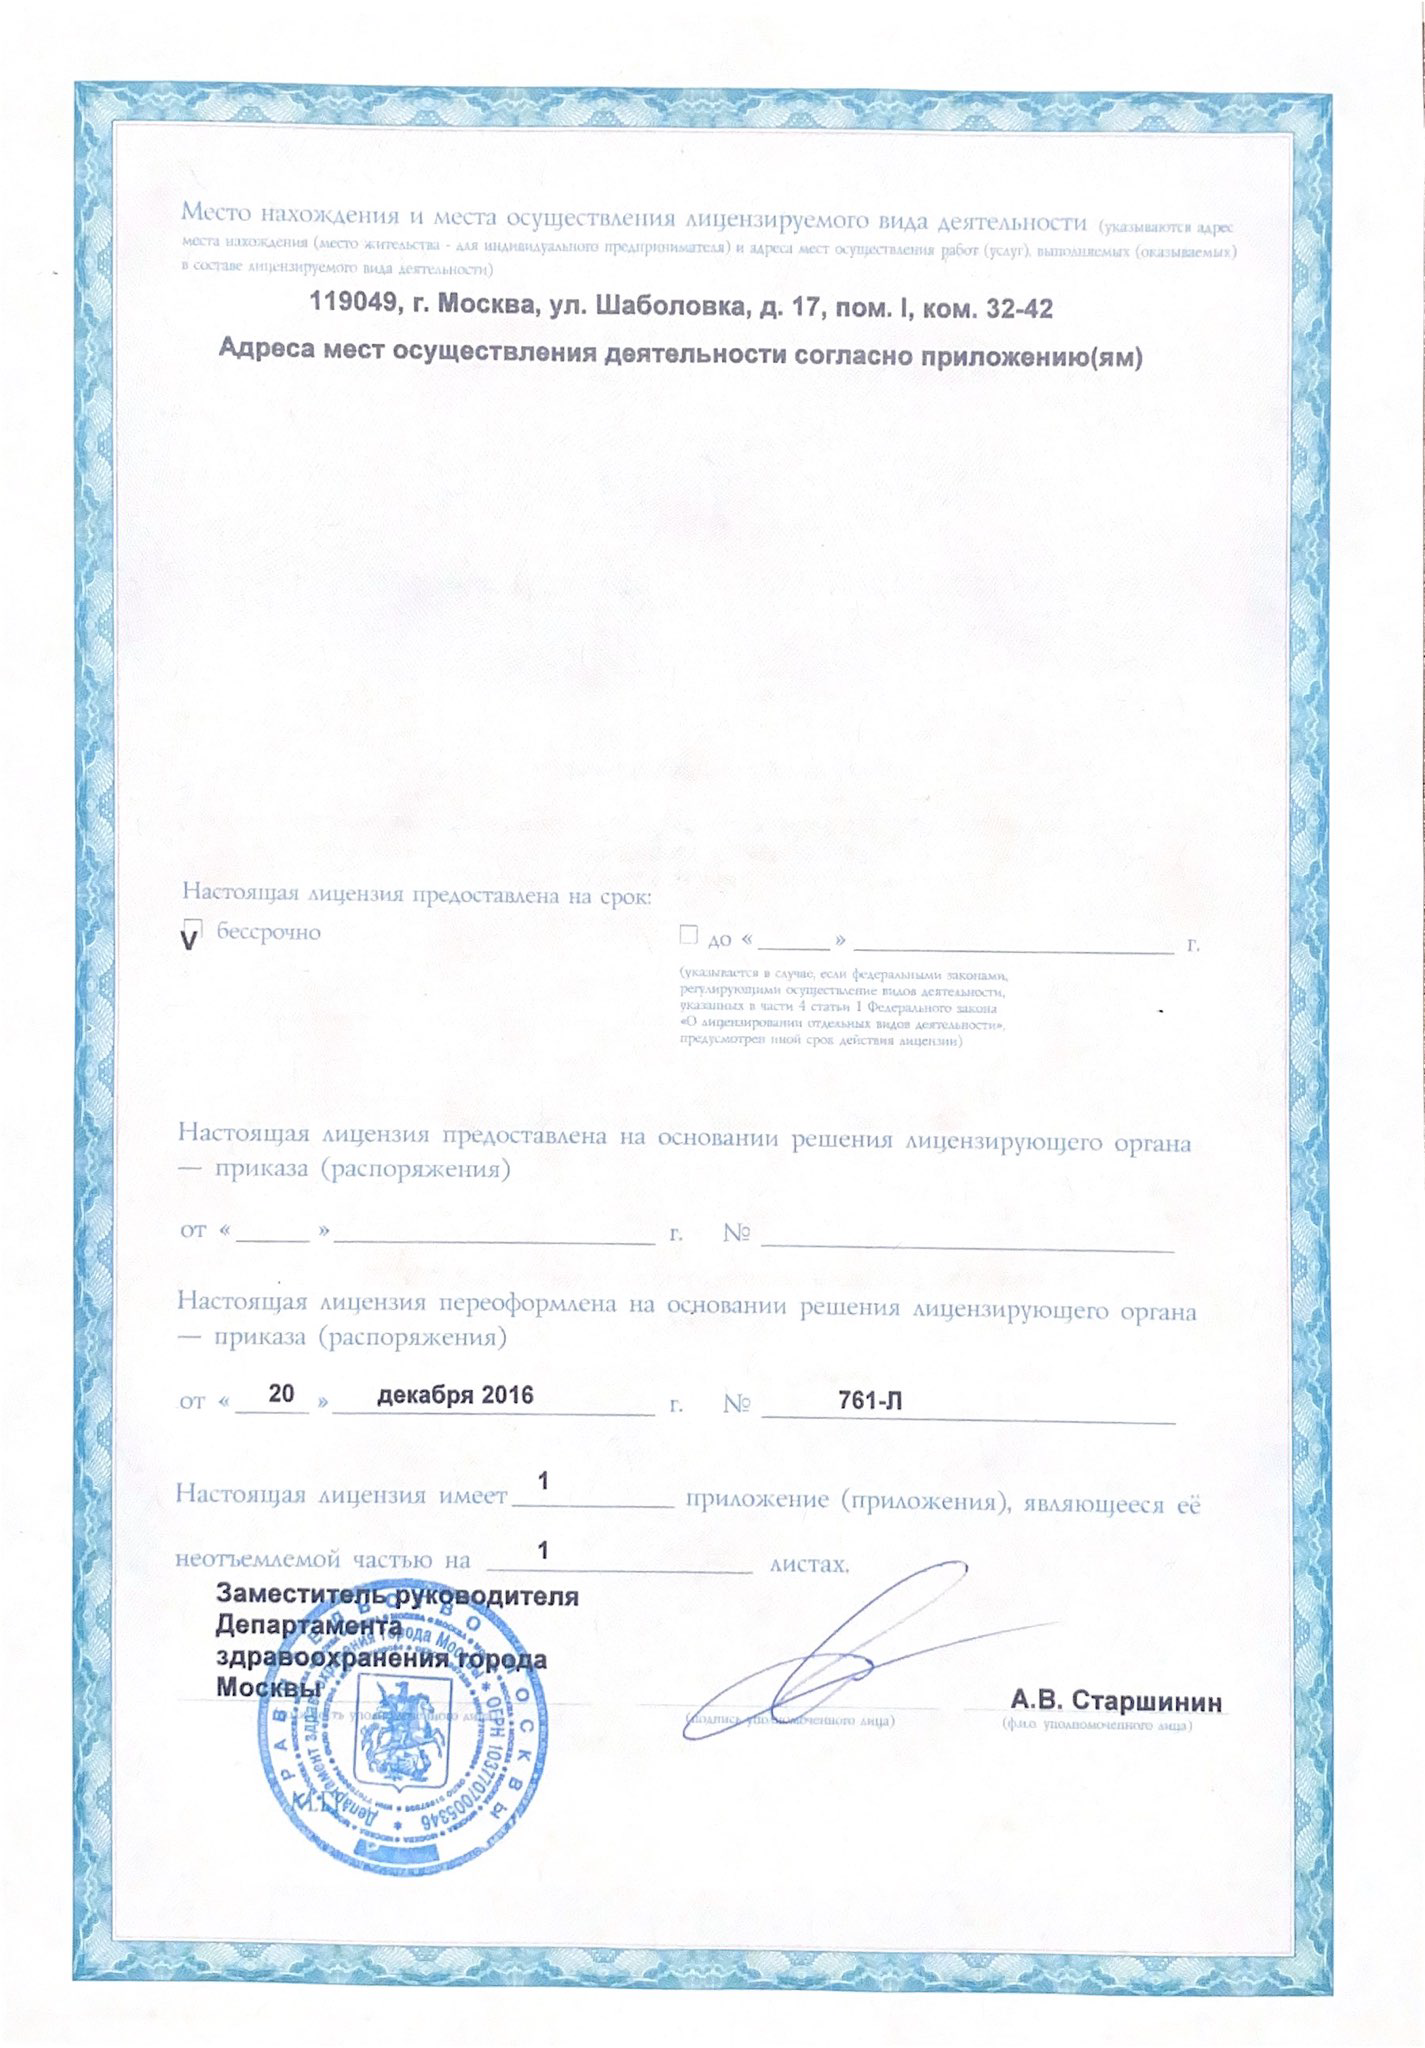 Место нахождения и места осуществления лицензируемого вида деятельности (указываются адрес
места нахождения (место жительства - для индивидуального предпринимателя) и адреса мест осуществления работ (услуг), выполняемых (оказываемых)
в составе лицензируемого вида деятельности)
119049, г. Москва, ул. Шаболовка, д. 17, пом. I, ком. 32-42
Адреса мест осуществления деятельности согласно приложению(ям)
Настоящая лицензия предоставлена на срок:
V бессрочно
до « ______ » ______ г.
(указывается в случае, если федеральными законами,
регулирующими осуществление видов деятельности,
указанных в части 4 статьи 1 Федерального закона
«О лицензировании отдельных видов деятельности»,
предусмотрен иной срок действия лицензии)
Настоящая лицензия предоставлена на основании решения лицензирующего органа
— приказа (распоряжения)
от « ______ » ______ г. № ______
Настоящая лицензия переоформлена на основании решения лицензирующего органа
— приказа (распоряжения)
от « 20 » декабря 2016 г. № 761-Л
Настоящая лицензия имеет 1 приложение (приложения), являющееся её
неотъемлемой частью на 1 листах.
Заместитель руководителя
Департамента
здравоохранения города
Москвы
(подпись уполномоченного лица)
А.В. Старшинин
(ф.и.о уполномоченного лица)
ПРАВИТЕЛЬСТВО МОСКВЫ
Департамент здравоохранения города Москвы * ОГРН 1037707005346 *